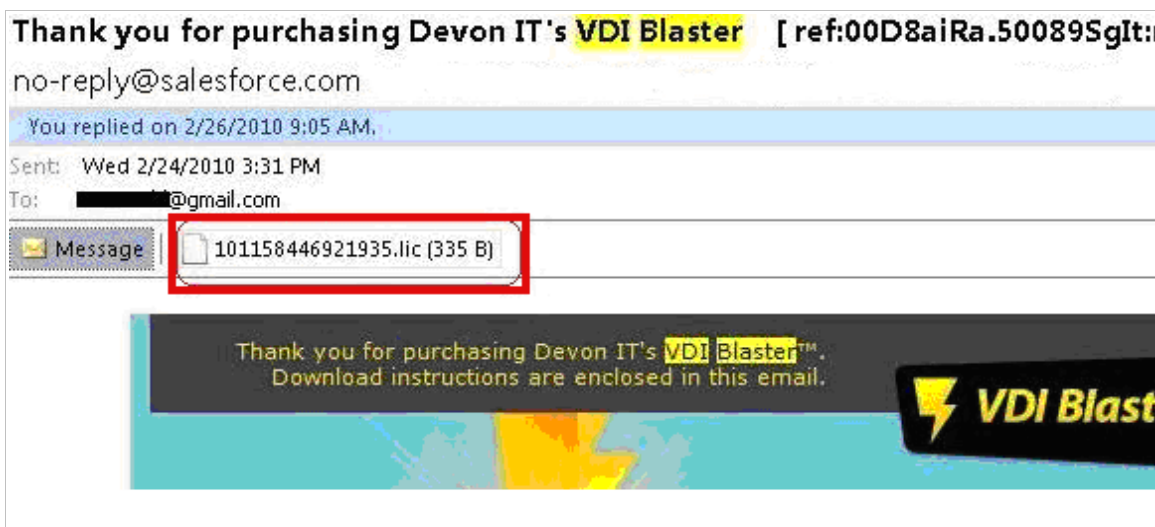 Thank you for purchasing Devon IT's VDI Blaster [ ref:00D8aiRa.50089SgIt:
no-reply@salesforce.com
You replied on 2/26/2010 9:05 AM.
Sent: Wed 2/24/2010 3:31 PM
To: @gmail.com
Message 101158446921935.lic (335 B)
Thank you for purchasing Devon IT's VDI Blaster™.
Download instructions are enclosed in this email.
VDI Blast